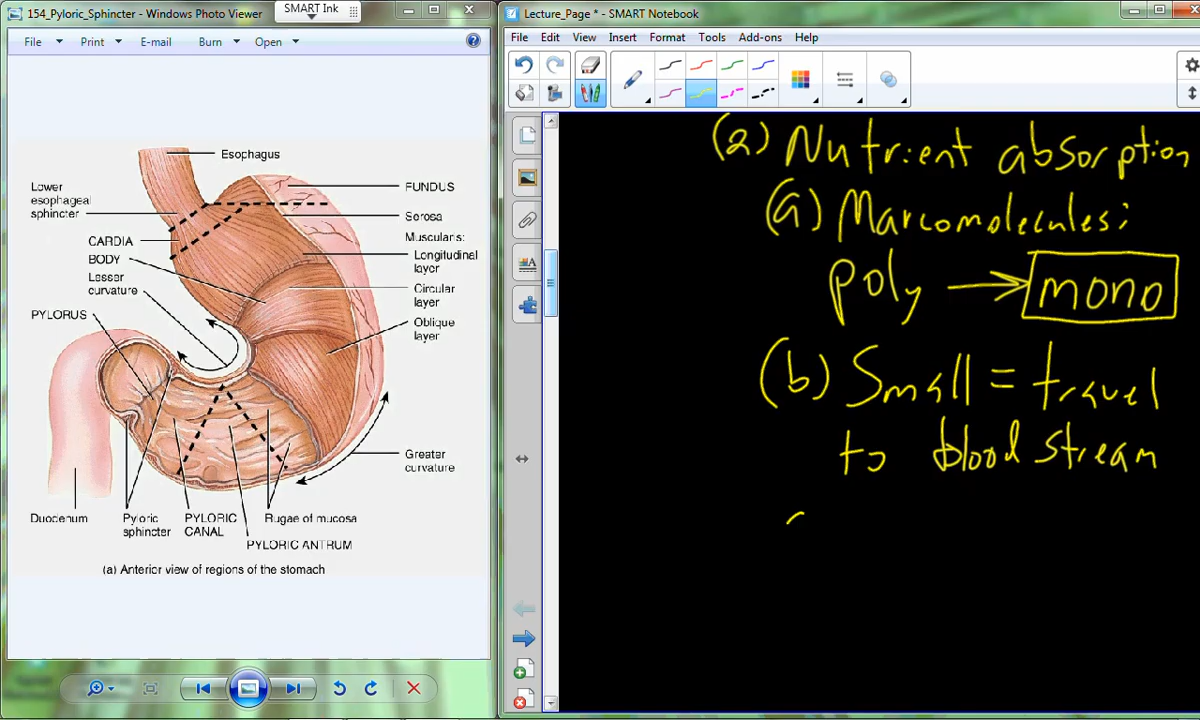 154_Pyloric_Sphincter - Windows Photo Viewer
SMART Ink
File Print E-mail Burn Open
Esophagus
Lower
esophageal
sphincter
FUNDUS
Serosa
CARDIA
BODY
Lesser
curvature
Muscularis:
Longitudinal
layer
Circular
layer
PYLORUS
Oblique
layer
Greater
curvature
Duodenum
Pyloric
sphincter
PYLORIC
CANAL
Rugae of mucosa
PYLORIC ANTRUM
(a) Anterior view of regions of the stomach
Lecture_Page * - SMART Notebook
File Edit View Insert Format Tools Add-ons Help
(2) Nutrient absorption
(a) Marcomolecules:
poly → mono
(b) Small = travel
to blood stream